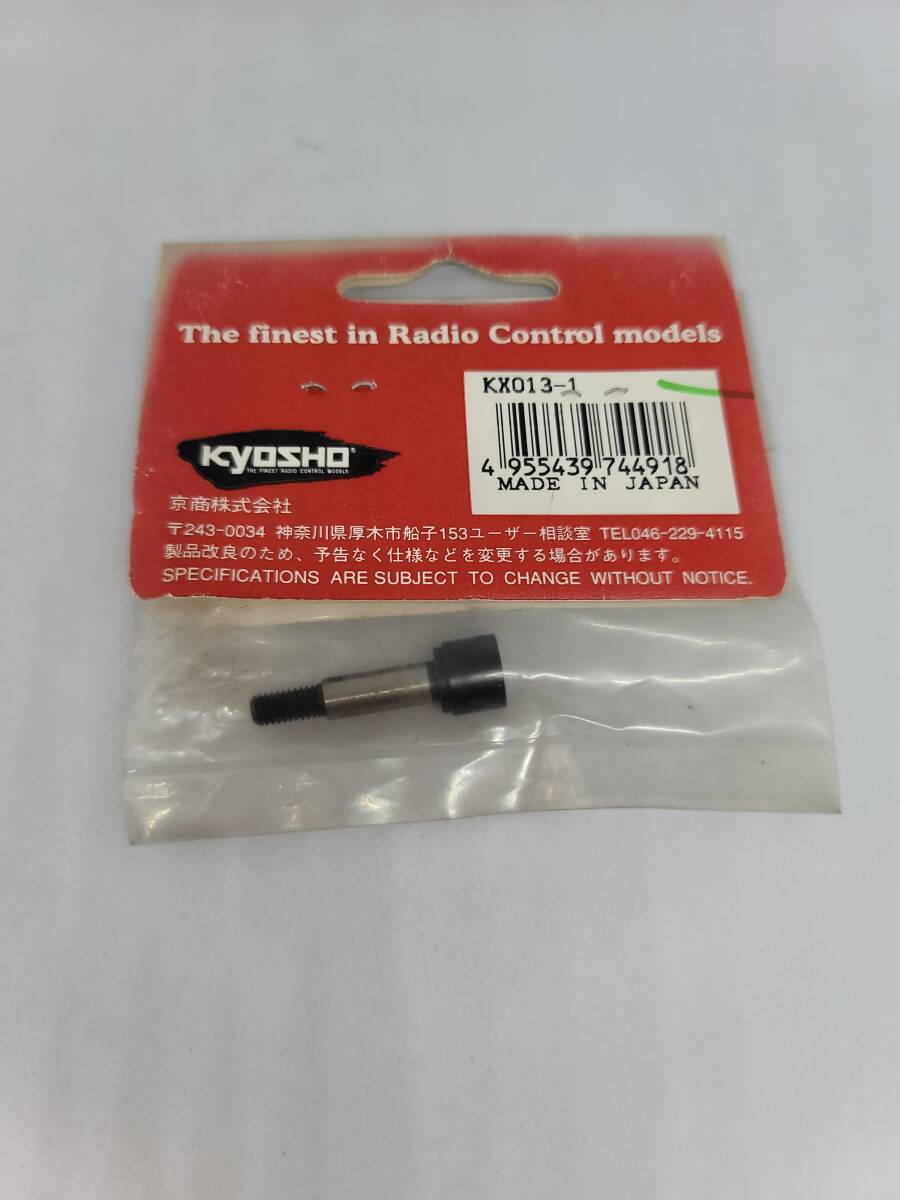 The finest in Radio Control models
KX013-1
4 955439 744918
MADE IN JAPAN
KYOSHO®
THE FINEST RADIO CONTROL MODELS
京商株式会社
〒243-0034 神奈川県厚木市船子153ユーザー相談室 TEL046-229-4115
製品改良のため、予告なく仕様などを変更する場合があります。
SPECIFICATIONS ARE SUBJECT TO CHANGE WITHOUT NOTICE.